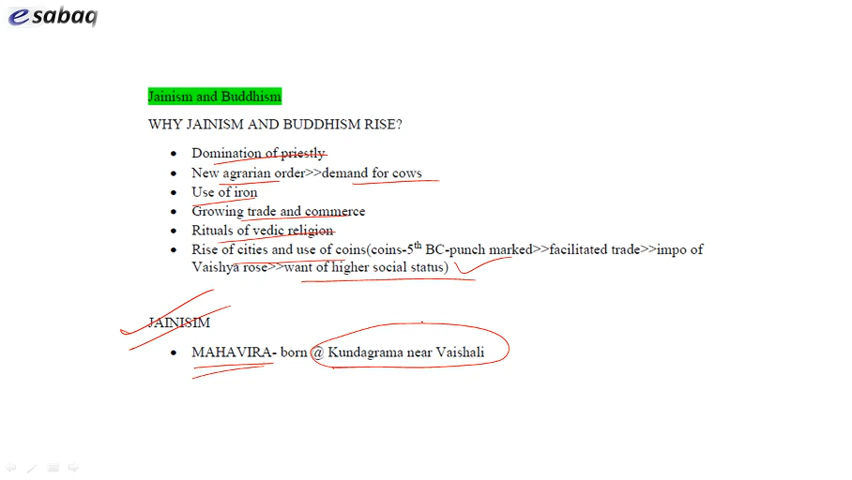 esabaq
Jainism and Buddhism
WHY JAINISM AND BUDDHISM RISE?
• Domination of priestly
• New agrarian order>>demand for cows
• Use of iron
• Growing trade and commerce
• Rituals of vedic religion
• Rise of cities and use of coins(coins-5th BC-punch marked>>facilitated trade>>impo of
Vaishya rose>>want of higher social status)
JAINISIM
• MAHAVIRA- born @ Kundagrama near Vaishali